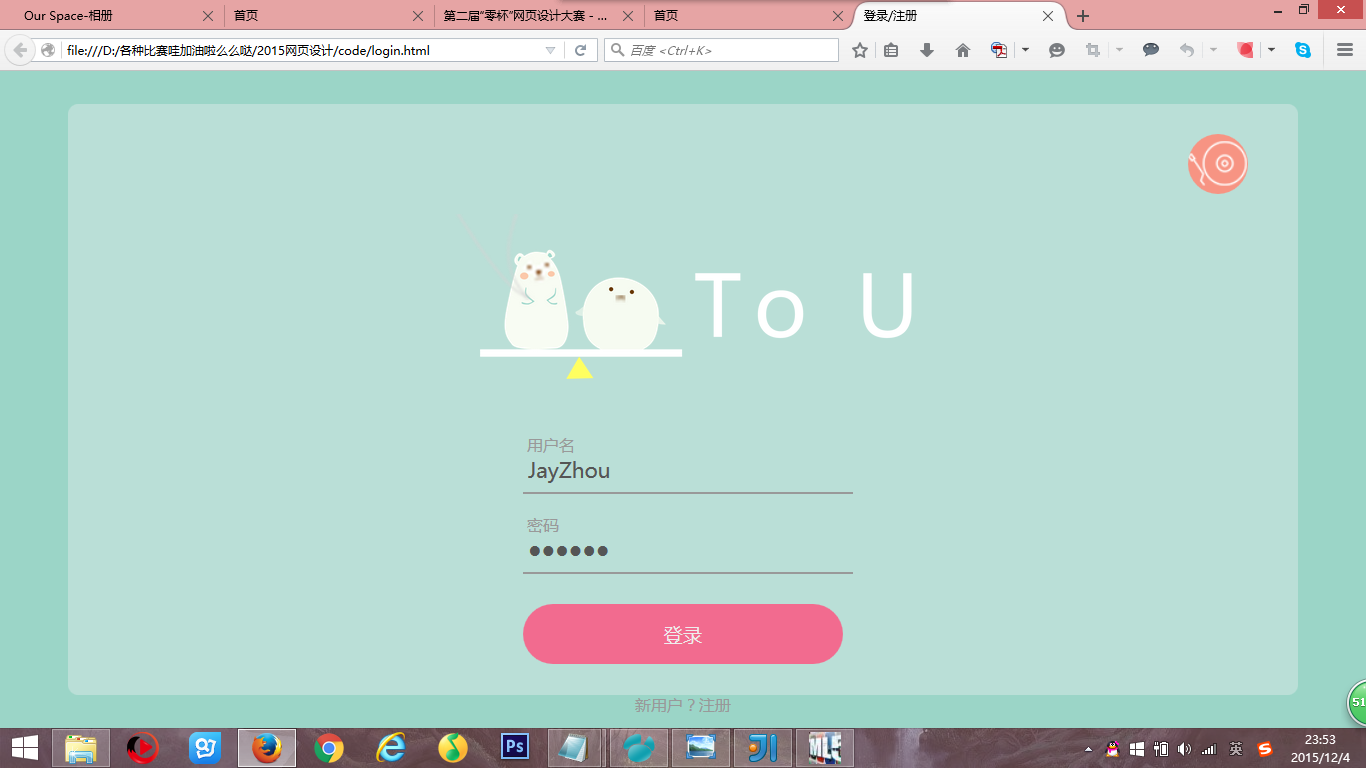 Our Space-相册
首页
第二届“零杯”网页设计大赛 - ...
首页
登录/注册
file:///D:/各种比赛哇加油啦么么哒/2015网页设计/code/login.html
百度 <Ctrl+K>
To U
用户名
JayZhou
密码
●●●●●●
登录
新用户？注册
51
Ps
英
23:53
2015/12/4